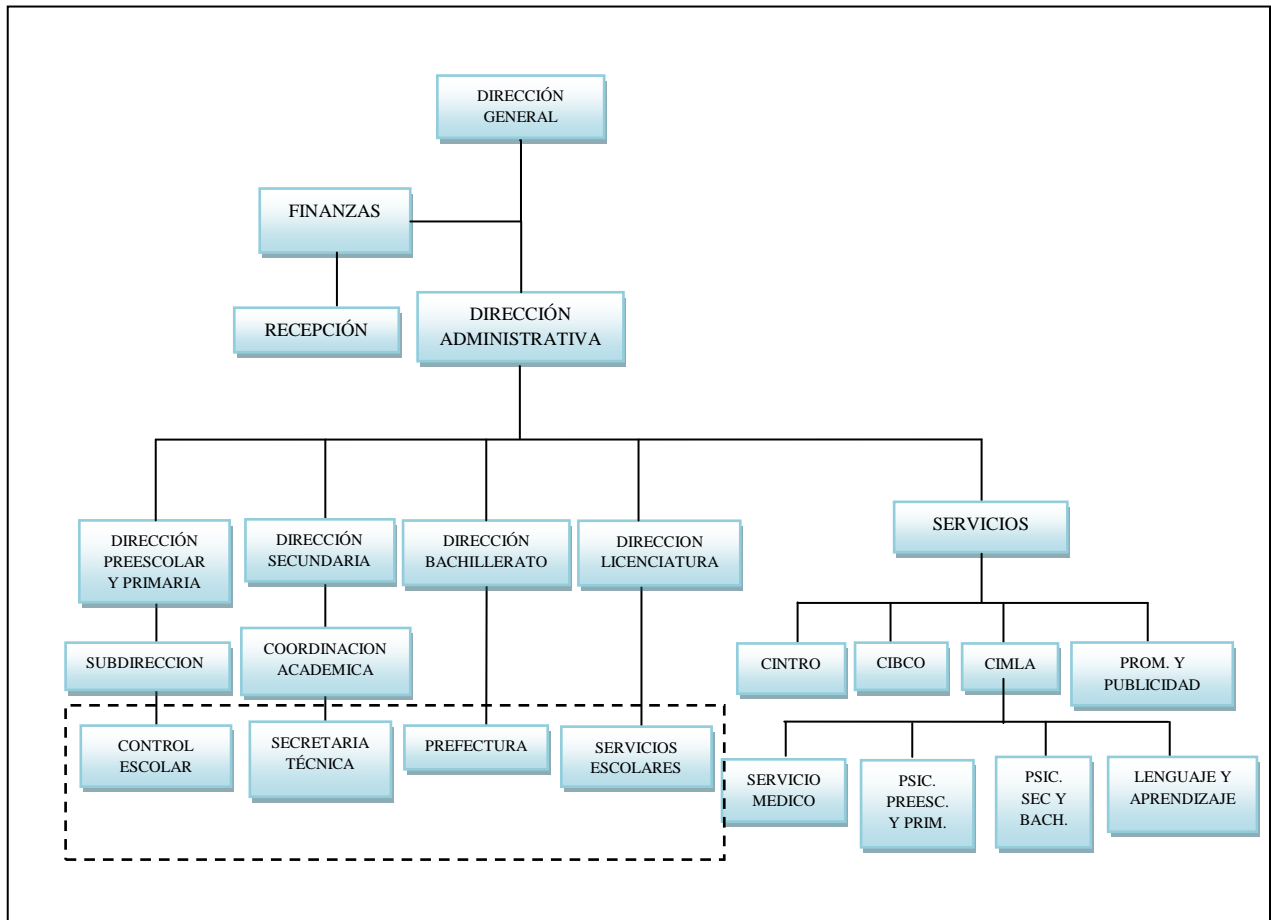 DIRECCIÓN
GENERAL
FINANZAS
RECEPCIÓN
DIRECCIÓN
ADMINISTRATIVA
DIRECCIÓN
PREESCOLAR
Y PRIMARIA
DIRECCIÓN
SECUNDARIA
DIRECCIÓN
BACHILLERATO
DIRECCION
LICENCIATURA
SERVICIOS
SUBDIRECCION
COORDINACION
ACADEMICA
CINTRO
CIBCO
CIMLA
PROM. Y
PUBLICIDAD
CONTROL
ESCOLAR
SECRETARIA
TÉCNICA
PREFECTURA
SERVICIOS
ESCOLARES
SERVICIO
MEDICO
PSIC.
PREESC.
Y PRIM.
PSIC.
SEC Y
BACH.
LENGUAJE Y
APRENDIZAJE